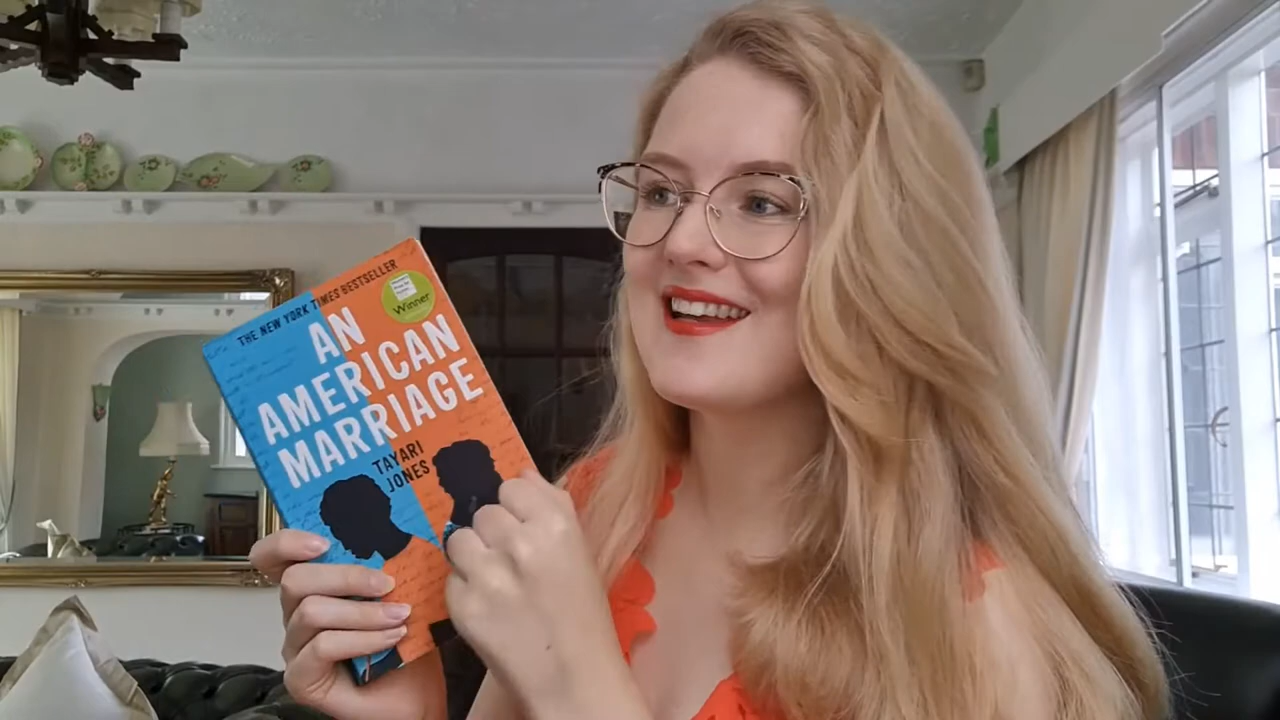 THE NEW YORK TIMES BESTSELLER
Winner
AN
AMERICAN
MARRIAGE
TAYARI
JONES